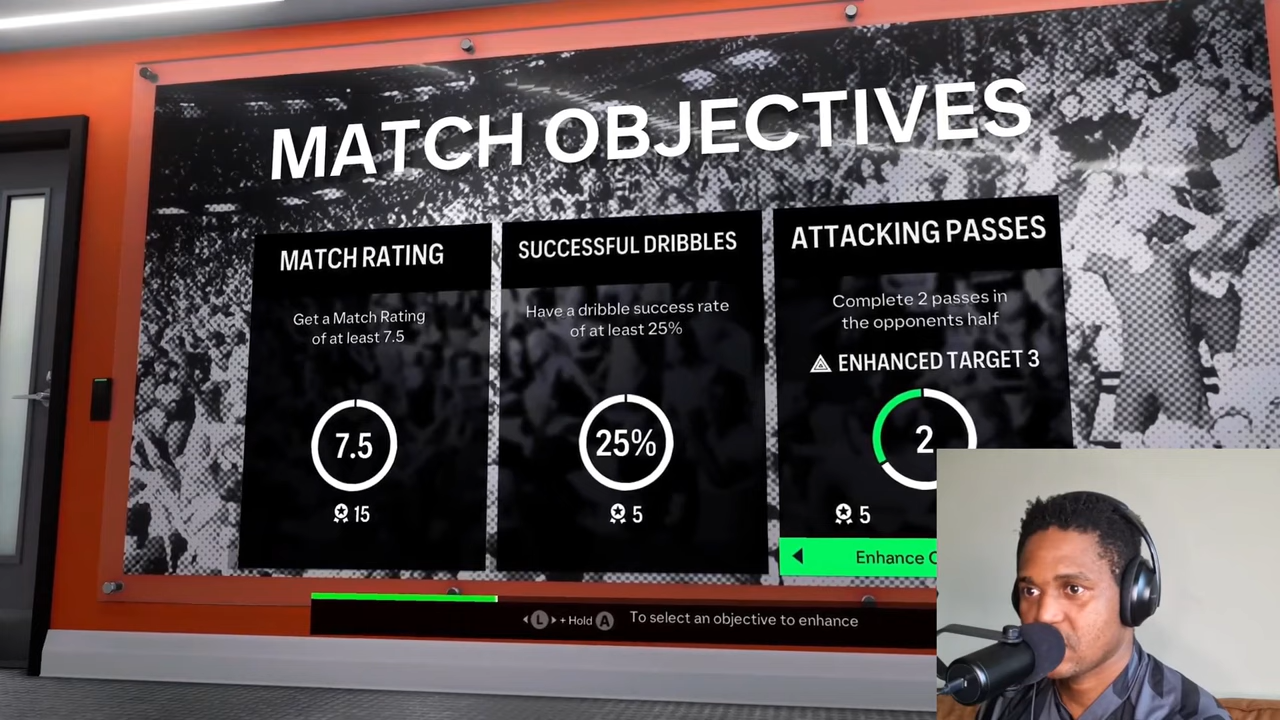 MATCH OBJECTIVES
MATCH RATING
Get a Match Rating
of at least 7.5
7.5
15
SUCCESSFUL DRIBBLES
Have a dribble success rate
of at least 25%
25%
5
ATTACKING PASSES
Complete 2 passes in
the opponents half
ENHANCED TARGET 3
2
5
Enhance
L + Hold A To select an objective to enhance